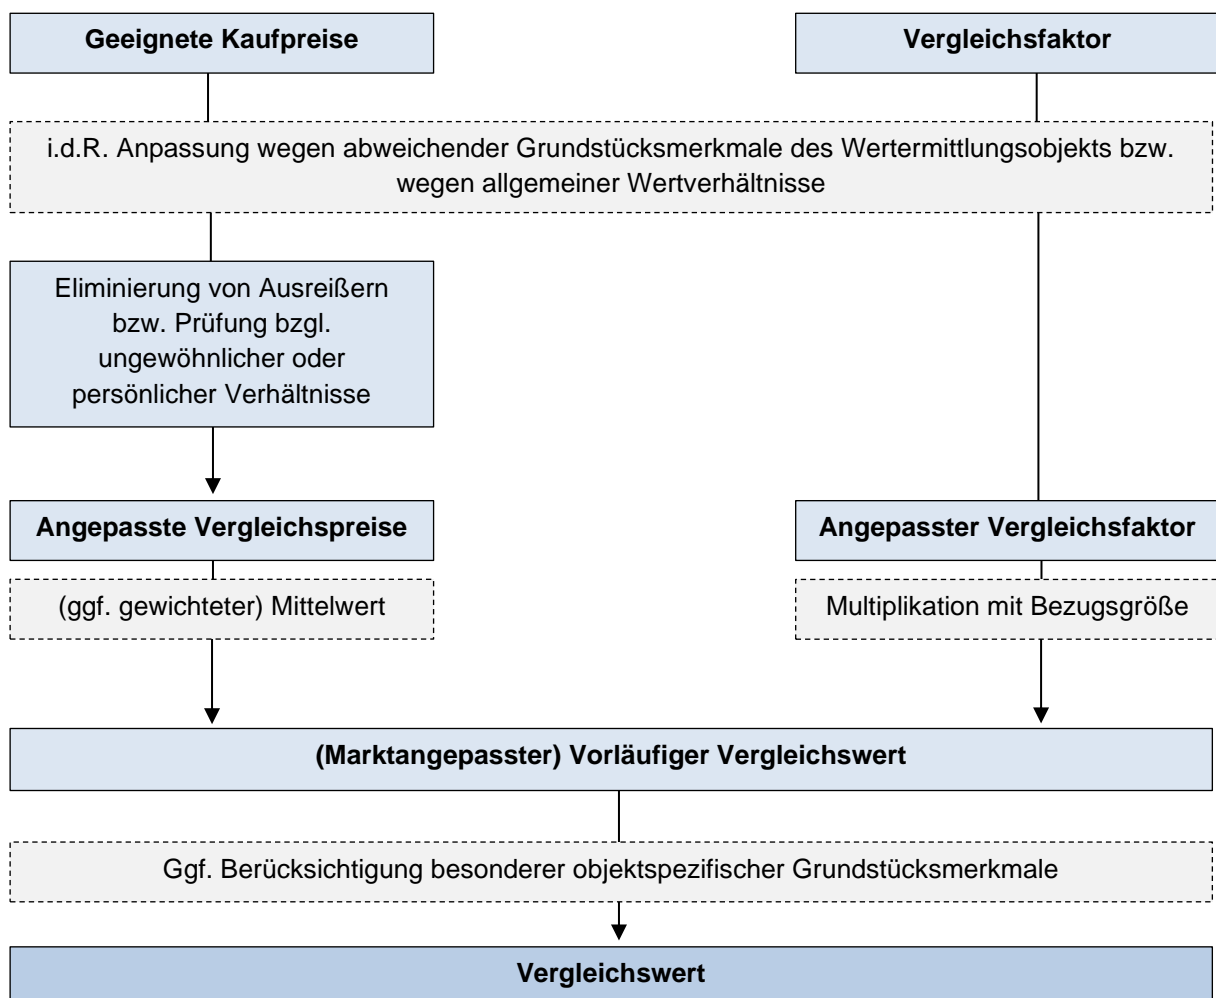 Geeignete Kaufpreise
Vergleichsfaktor
i.d.R. Anpassung wegen abweichender Grundstücksmerkmale des Wertermittlungsobjekts bzw.
wegen allgemeiner Wertverhältnisse
Eliminierung von Ausreißern
bzw. Prüfung bzgl.
ungewöhnlicher oder
persönlicher Verhältnisse
Angepasste Vergleichspreise
Angepasster Vergleichsfaktor
(ggf. gewichteter) Mittelwert
Multiplikation mit Bezugsgröße
(Marktangepasster) Vorläufiger Vergleichswert
Ggf. Berücksichtigung besonderer objektspezifischer Grundstücksmerkmale
Vergleichswert